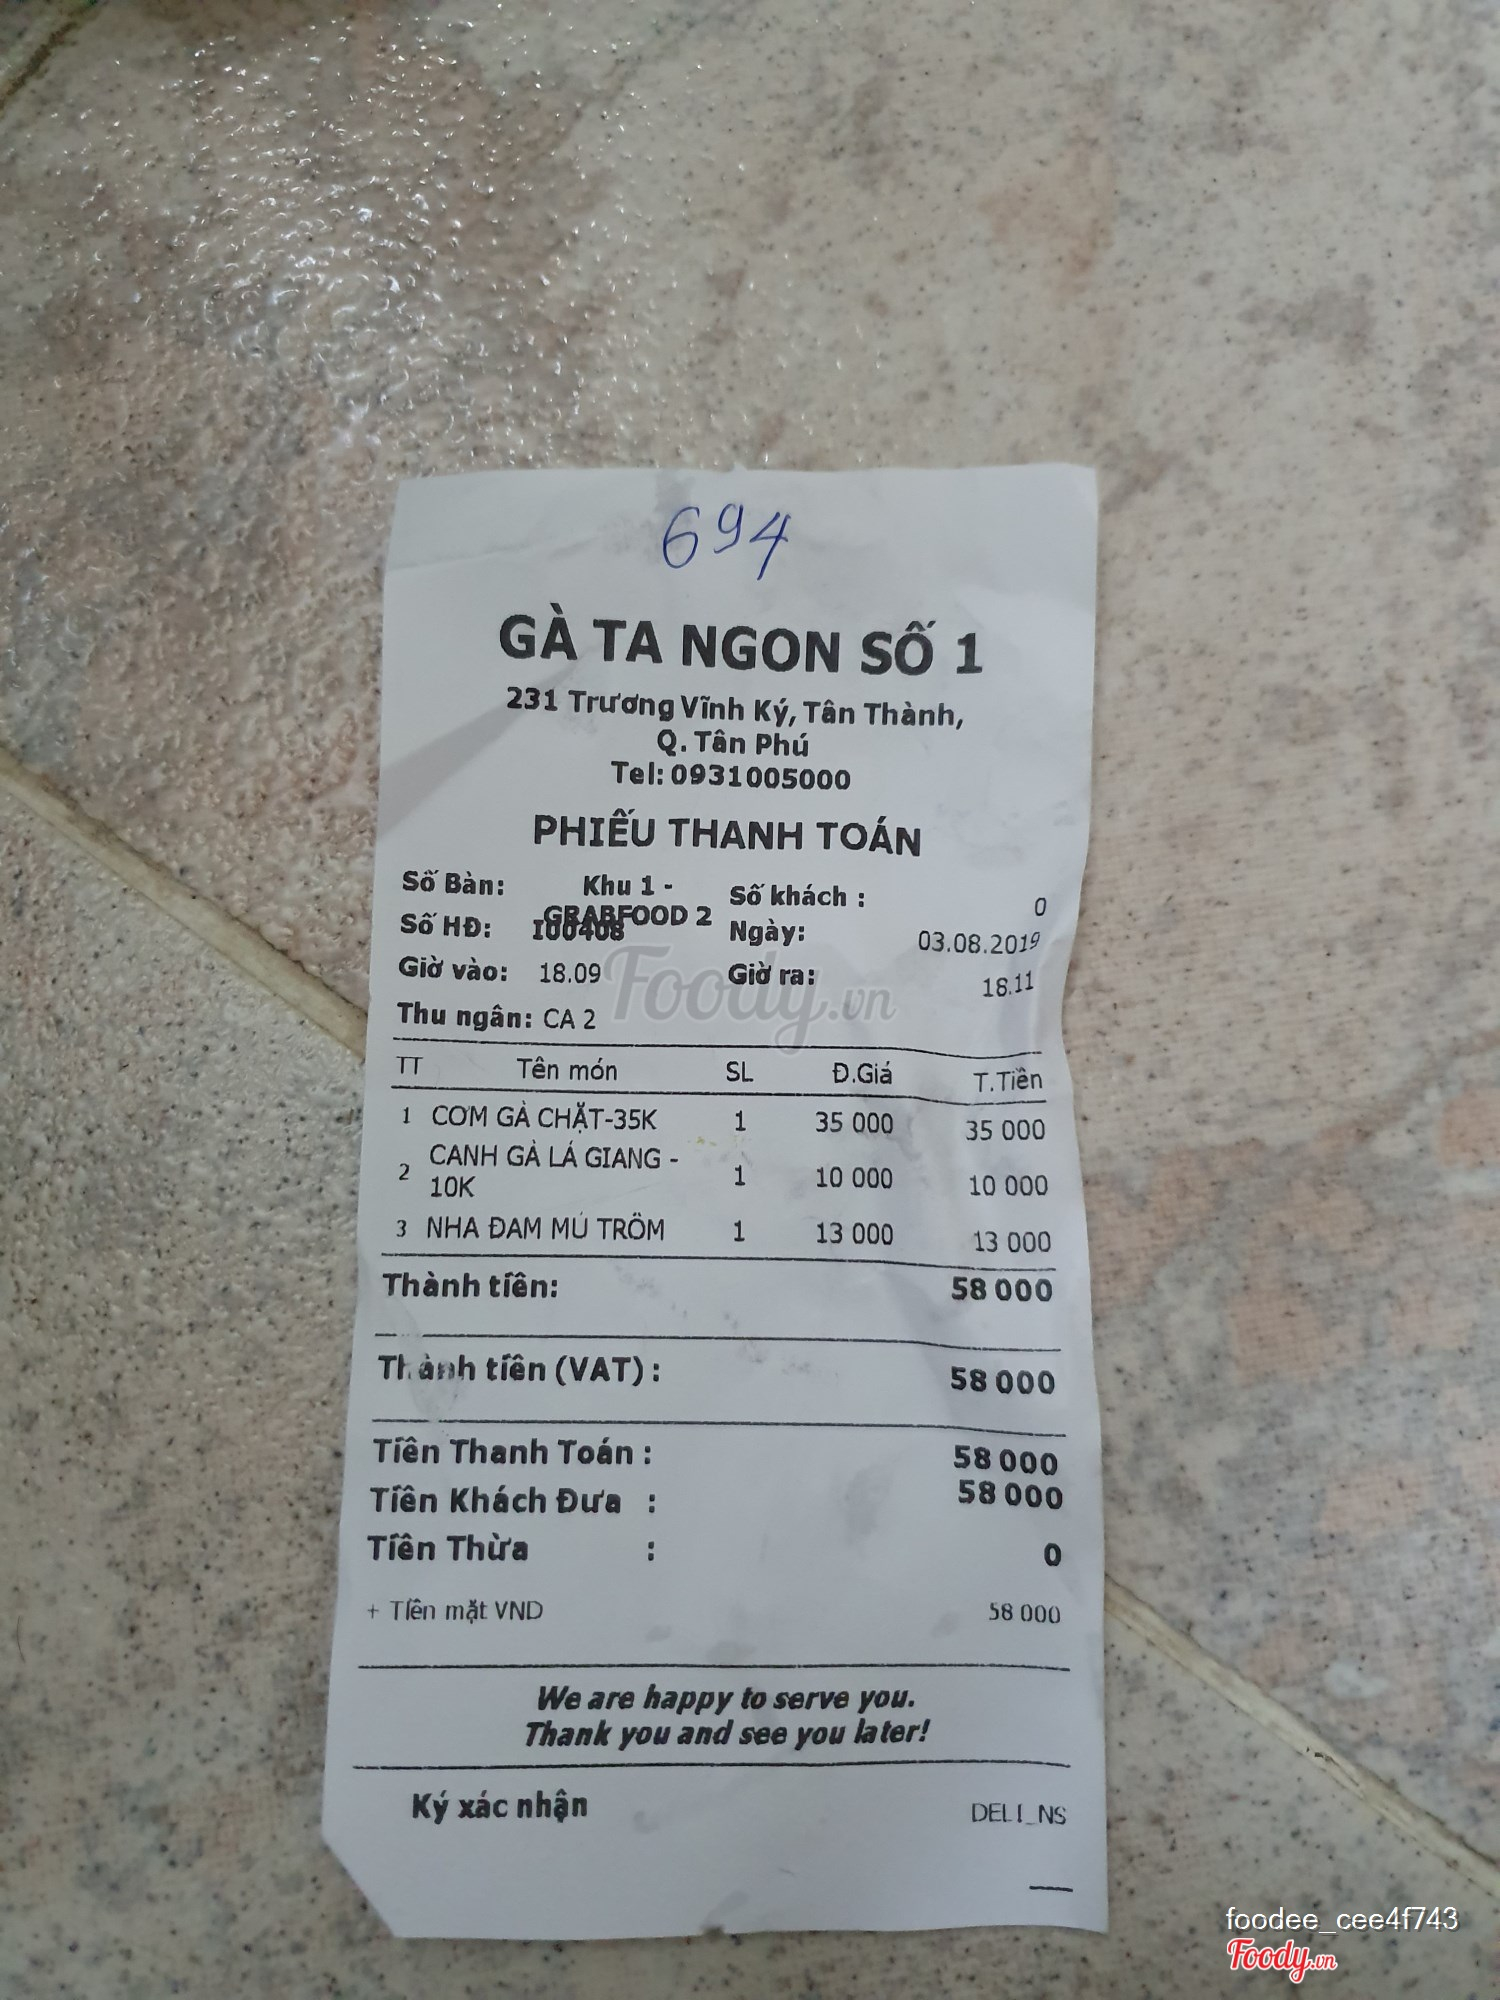 694
GÀ TA NGON SỐ 1
231 Trương Vĩnh Ký, Tân Thành,
Q. Tân Phú
Tel: 0931005000
PHIẾU THANH TOÁN
Số Bàn: Khu 1 - GRABFOOD 2 Số khách : 0
Số HĐ: I00408 Ngày: 03.08.2019
Giờ vào: 18.09 Giờ ra: 18.11
Thu ngân: CA 2
TT Tên món SL Đ.Giá T.Tiền
1 CƠM GÀ CHẶT-35K 1 35 000 35 000
2 CANH GÀ LÁ GIANG - 10K 1 10 000 10 000
3 NHA ĐAM MỦ TRÔM 1 13 000 13 000
Thành tiền: 58 000
Thành tiền (VAT) : 58 000
Tiền Thanh Toán : 58 000
Tiền Khách Đưa : 58 000
Tiền Thừa : 0
+ Tiền mặt VND 58 000
We are happy to serve you.
Thank you and see you later!
Ký xác nhận DELI_NS
Foody.vn
foodee_cee4f743
Foody.vn